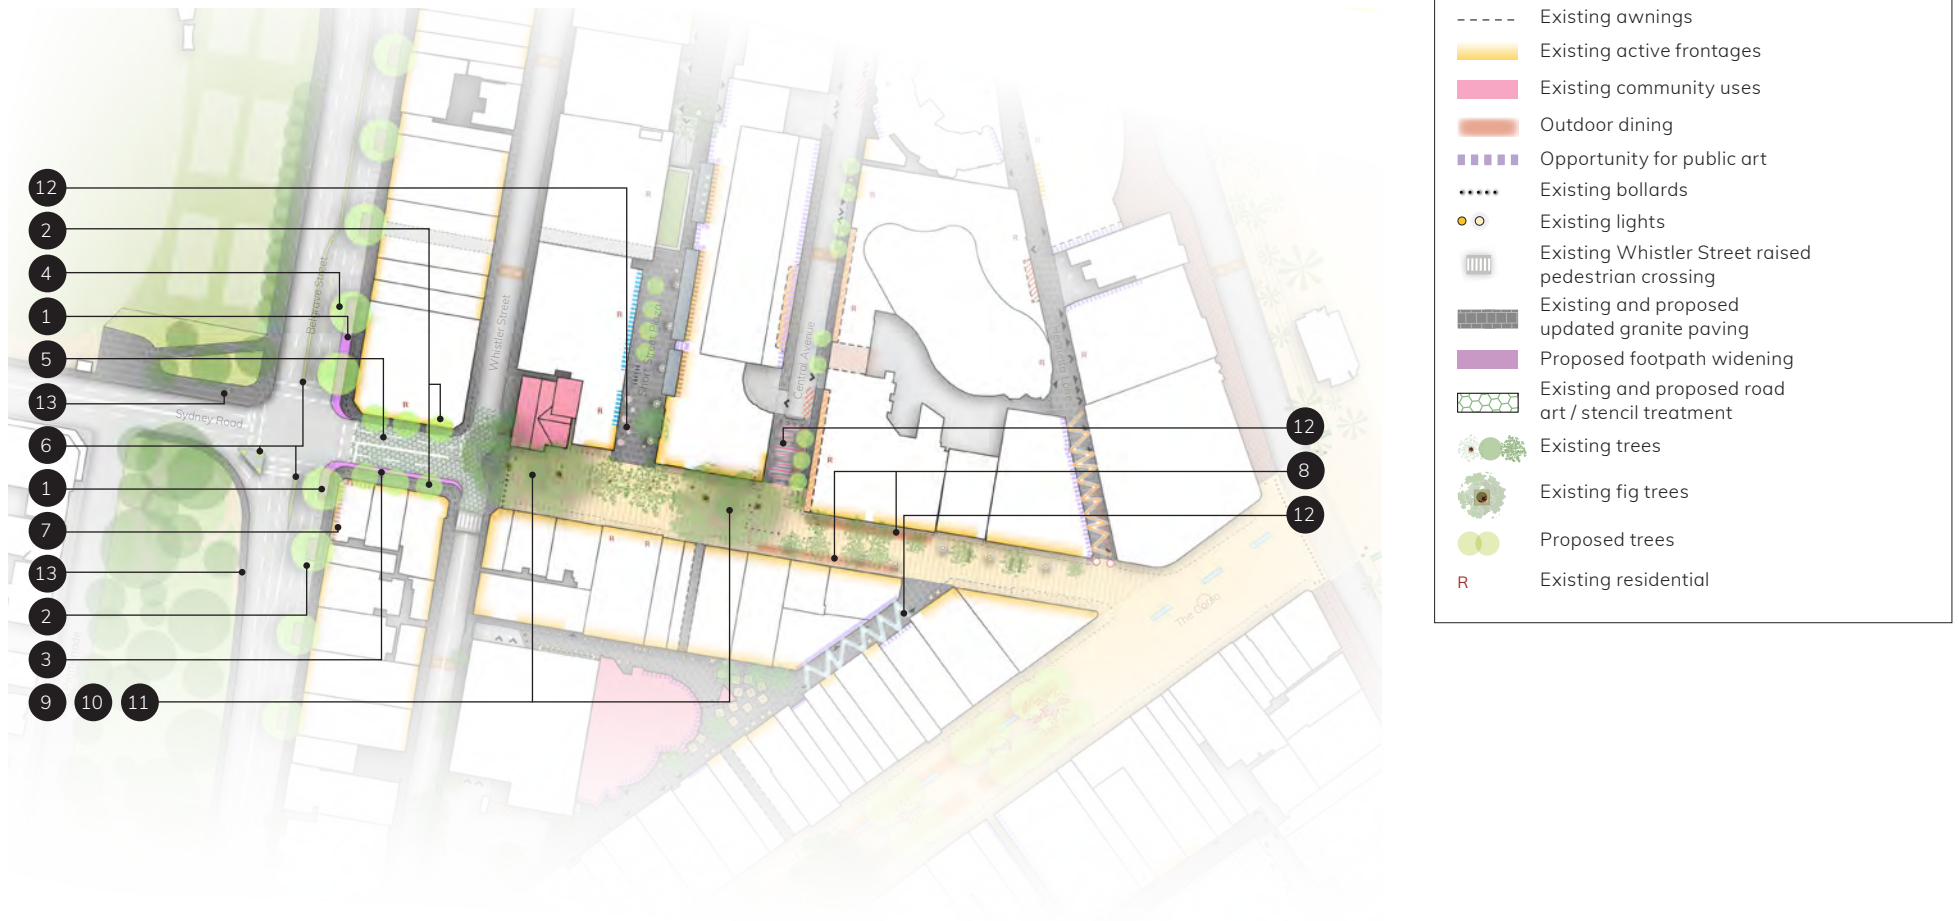 12
2
4
1
5
13
6
1
7
13
2
3
9 10 11
12
8
12
Belgrave Street
Sydney Road
Whistler Street
Short Street Plaza
Central Avenue
The Corso
R
R
R
R
R
R
R
R
R
R
R
R
R
R
Existing awnings
Existing active frontages
Existing community uses
Outdoor dining
Opportunity for public art
Existing bollards
Existing lights
Existing Whistler Street raised
pedestrian crossing
Existing and proposed
updated granite paving
Proposed footpath widening
Existing and proposed road
art / stencil treatment
Existing trees
Existing fig trees
Proposed trees
R Existing residential